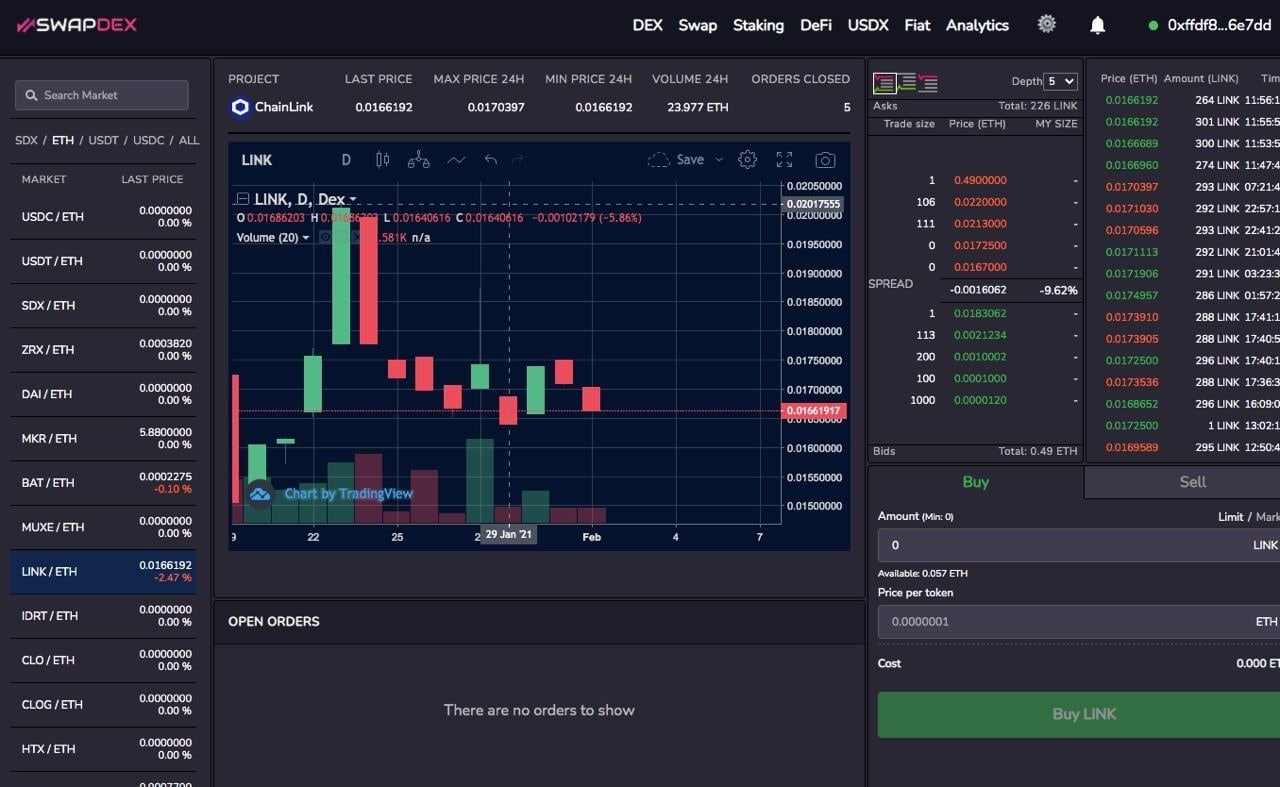 SWAPDEX
DEX Swap Staking DeFi USDX Fiat Analytics 0xffdf8...6e7dd
Search Market
SDX / ETH / USDT / USDC / ALL
MARKET LAST PRICE
USDC / ETH 0.0000000
0.00 %
USDT / ETH 0.0000000
0.00 %
SDX / ETH 0.0000000
0.00 %
ZRX / ETH 0.0003820
0.00 %
DAI / ETH 0.0000000
0.00 %
MKR / ETH 5.8800000
0.00 %
BAT / ETH 0.0002275
-0.10 %
MUXE / ETH 0.0000000
0.00 %
LINK / ETH 0.0166192
-2.47 %
IDRT / ETH 0.0000000
0.00 %
CLO / ETH 0.0000000
0.00 %
CLOG / ETH 0.0000000
0.00 %
HTX / ETH 0.0000000
0.00 %
PROJECT LAST PRICE MAX PRICE 24H MIN PRICE 24H VOLUME 24H ORDERS CLOSED
ChainLink 0.0166192 0.0170397 0.0166192 23.977 ETH 5
LINK D Save
LINK, D, Dex
O 0.01686203 H 0.01686203 L 0.01640616 C 0.01640616 -0.00102179 (-5.86%)
Volume (20) .581K n/a
0.02050000
0.02017555
0.02000000
0.01950000
0.01900000
0.01850000
0.01800000
0.01750000
0.01700000
0.01661917
0.01650000
0.01600000
0.01550000
0.01500000
Chart by TradingView
9 22 25 2 29 Jan '21 Feb 4 7
OPEN ORDERS
There are no orders to show
Depth 5
Asks Total: 226 LINK
Trade size Price (ETH) MY SIZE
1 0.4900000 -
106 0.0220000 -
111 0.0213000 -
0 0.0172500 -
0 0.0167000 -
SPREAD -0.0016062 -9.62%
1 0.0183062 -
113 0.0021234 -
200 0.0010002 -
100 0.0001000 -
1000 0.0000120 -
Bids Total: 0.49 ETH
Price (ETH) Amount (LINK) Tim
0.0166192 264 LINK 11:56:1
0.0166192 301 LINK 11:55:5
0.0166689 300 LINK 11:53:5
0.0166960 274 LINK 11:47:4
0.0170397 293 LINK 07:21:4
0.0171030 292 LINK 22:57:1
0.0170596 293 LINK 22:41:2
0.0171113 292 LINK 21:01:4
0.0171906 291 LINK 03:23:3
0.0174957 286 LINK 01:57:2
0.0173910 288 LINK 17:41:1
0.0173905 288 LINK 17:40:5
0.0172500 296 LINK 17:40:1
0.0173536 288 LINK 17:36:3
0.0168652 296 LINK 16:09:0
0.0172500 1 LINK 13:02:1
0.0169589 295 LINK 12:50:4
Buy Sell
Amount (Min: 0) Limit / Mark
0 LINK
Available: 0.057 ETH
Price per token
0.0000001 ETH
Cost 0.000 ET
Buy LINK